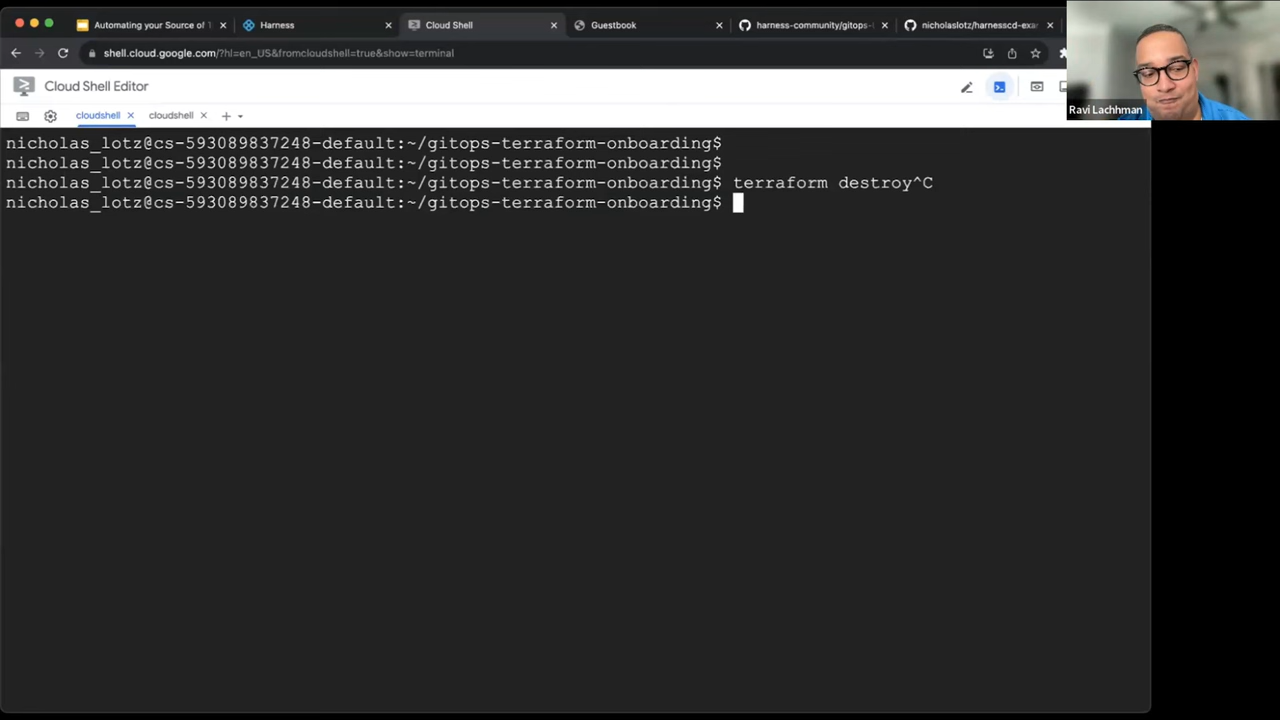 Automating your Source of
Harness
Cloud Shell
Guestbook
harness-community/gitops-
nicholaslotz/harnesscd-exa
shell.cloud.google.com/?hl=en_US&fromcloudshell=true&show=terminal
Cloud Shell Editor
cloudshell
cloudshell
Ravi Lachhman
nicholas_lotz@cs-593089837248-default:~/gitops-terraform-onboarding$
nicholas_lotz@cs-593089837248-default:~/gitops-terraform-onboarding$
nicholas_lotz@cs-593089837248-default:~/gitops-terraform-onboarding$ terraform destroy^C
nicholas_lotz@cs-593089837248-default:~/gitops-terraform-onboarding$